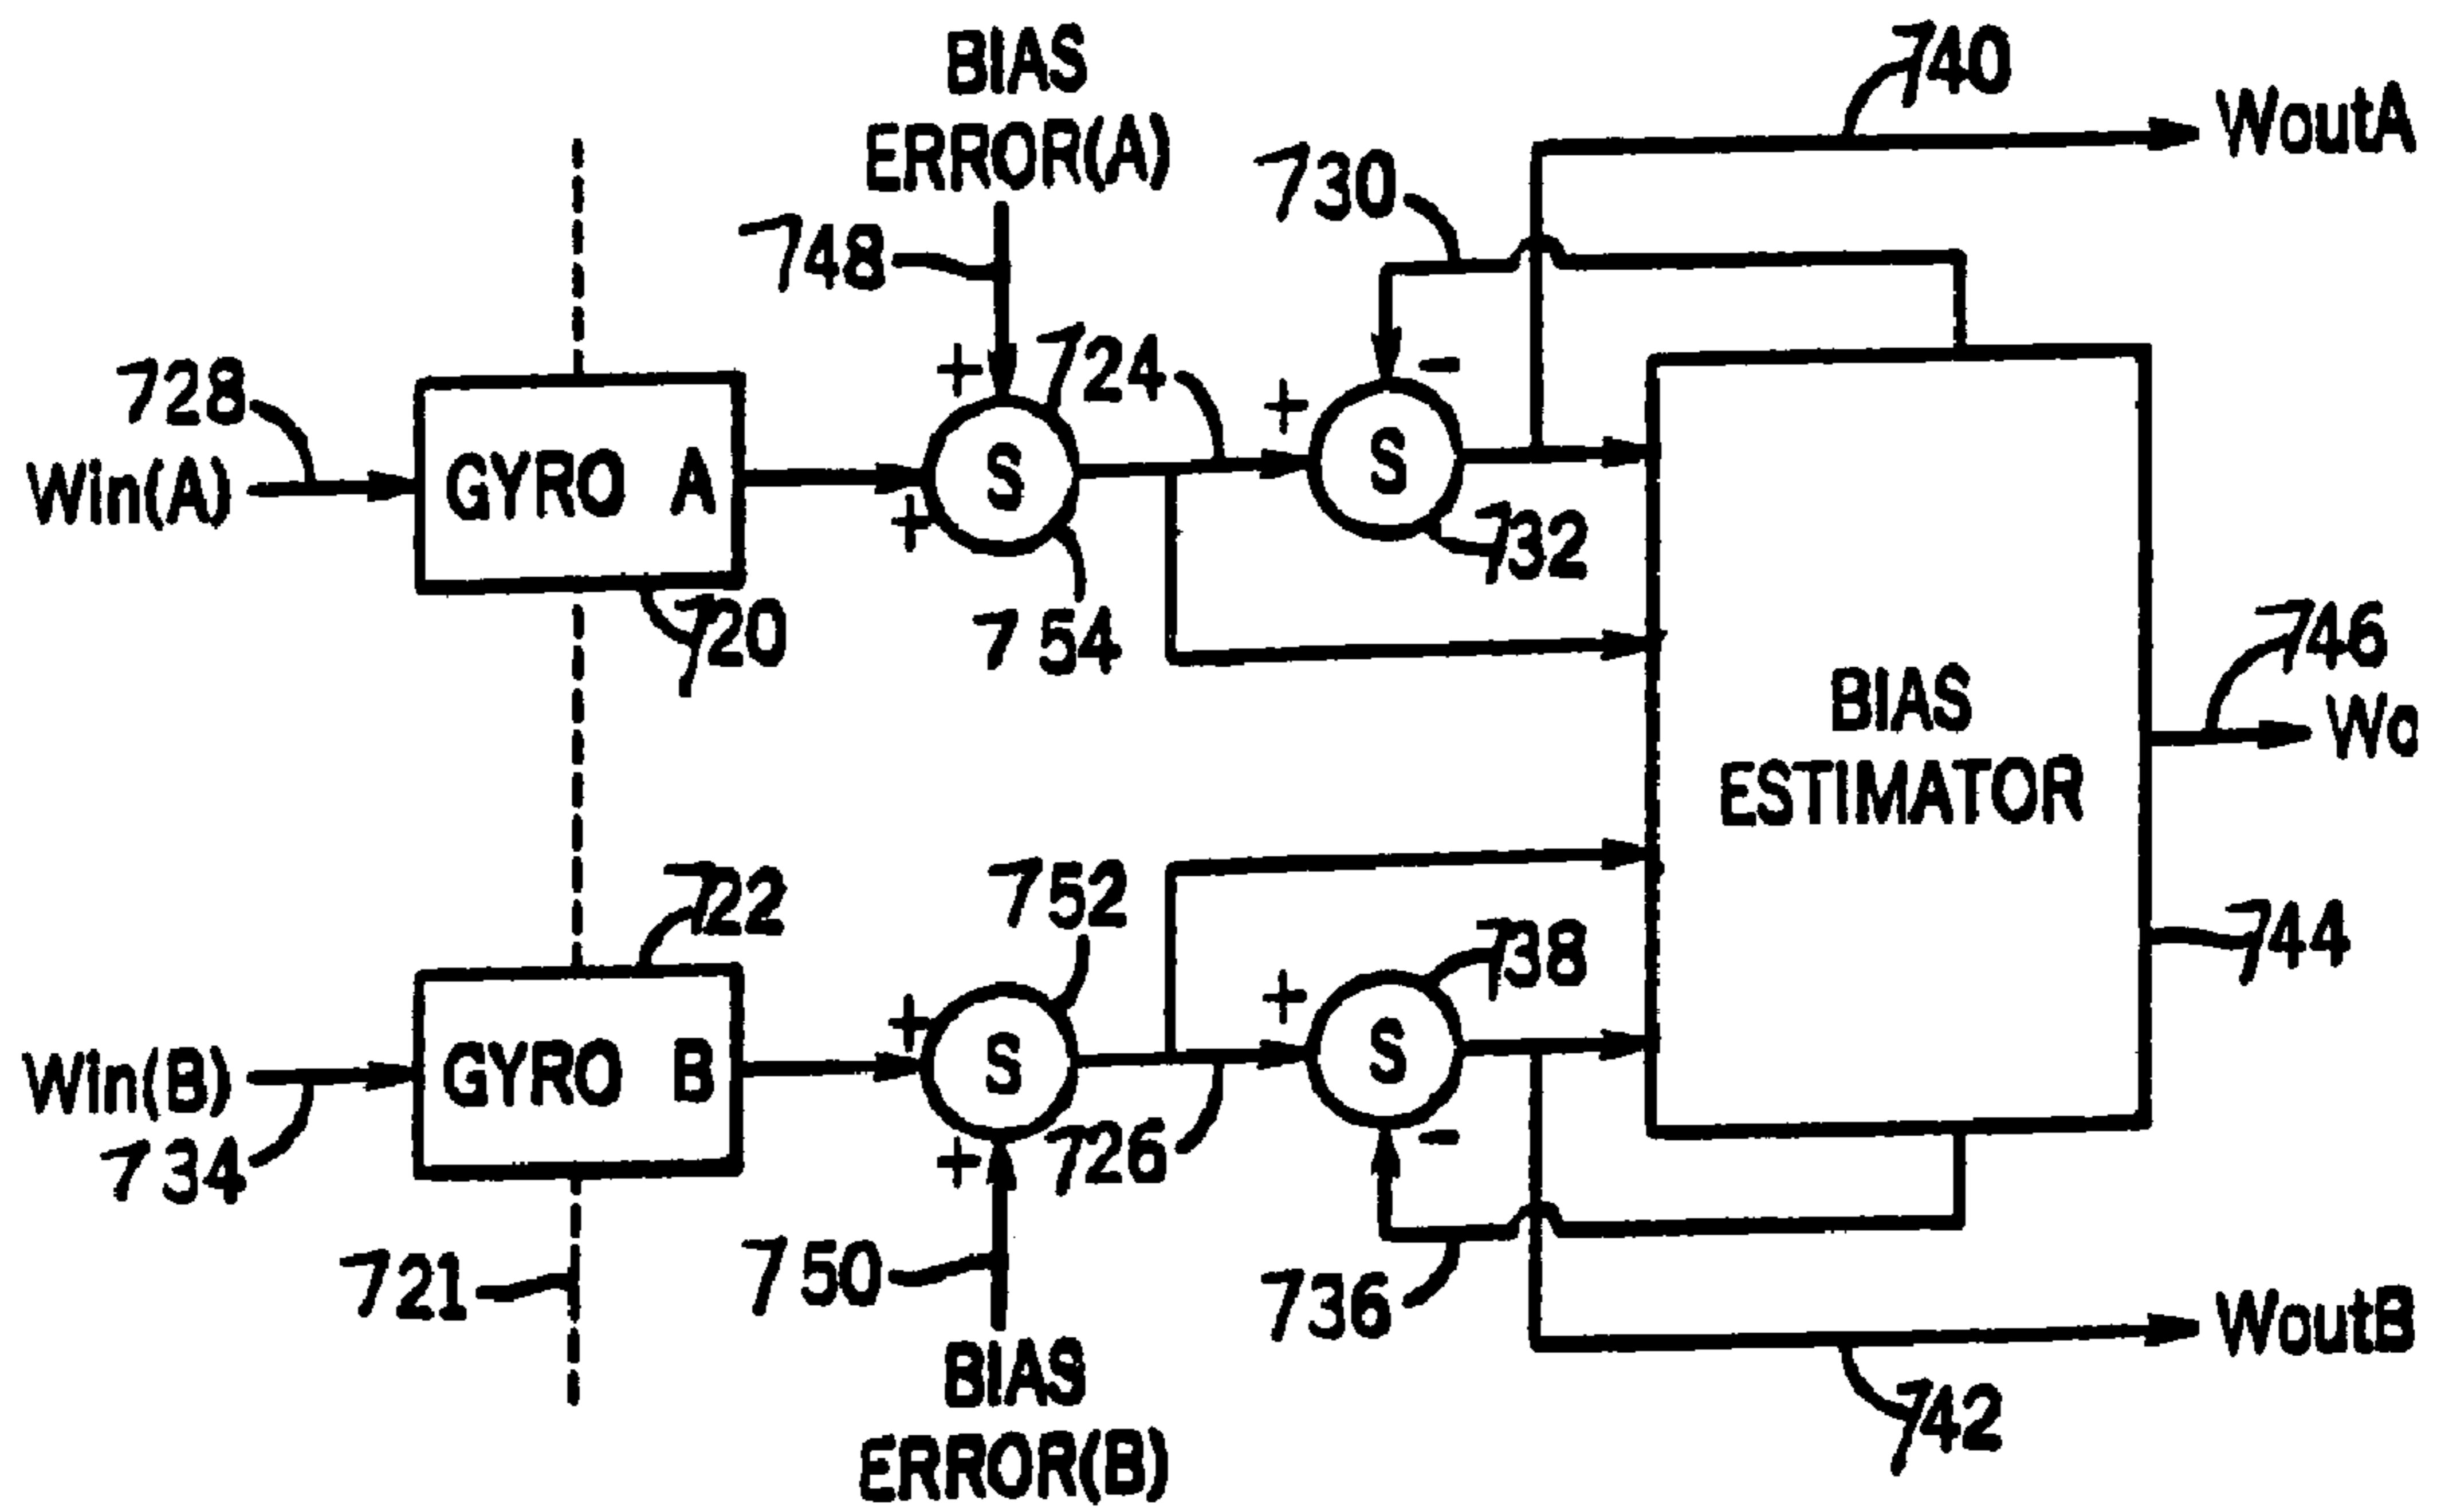 BIAS
ERROR(A)
740
WoutA
730
748
+
724
-
+
728
Win(A)
GYRO A
S
S
+
732
720
754
746
Wo
BIAS
ESTIMATOR
722
752
738
744
+
+
Win(B)
GYRO B
S
S
734
+
726
-
721
750
736
WoutB
BIAS
ERROR(B)
742